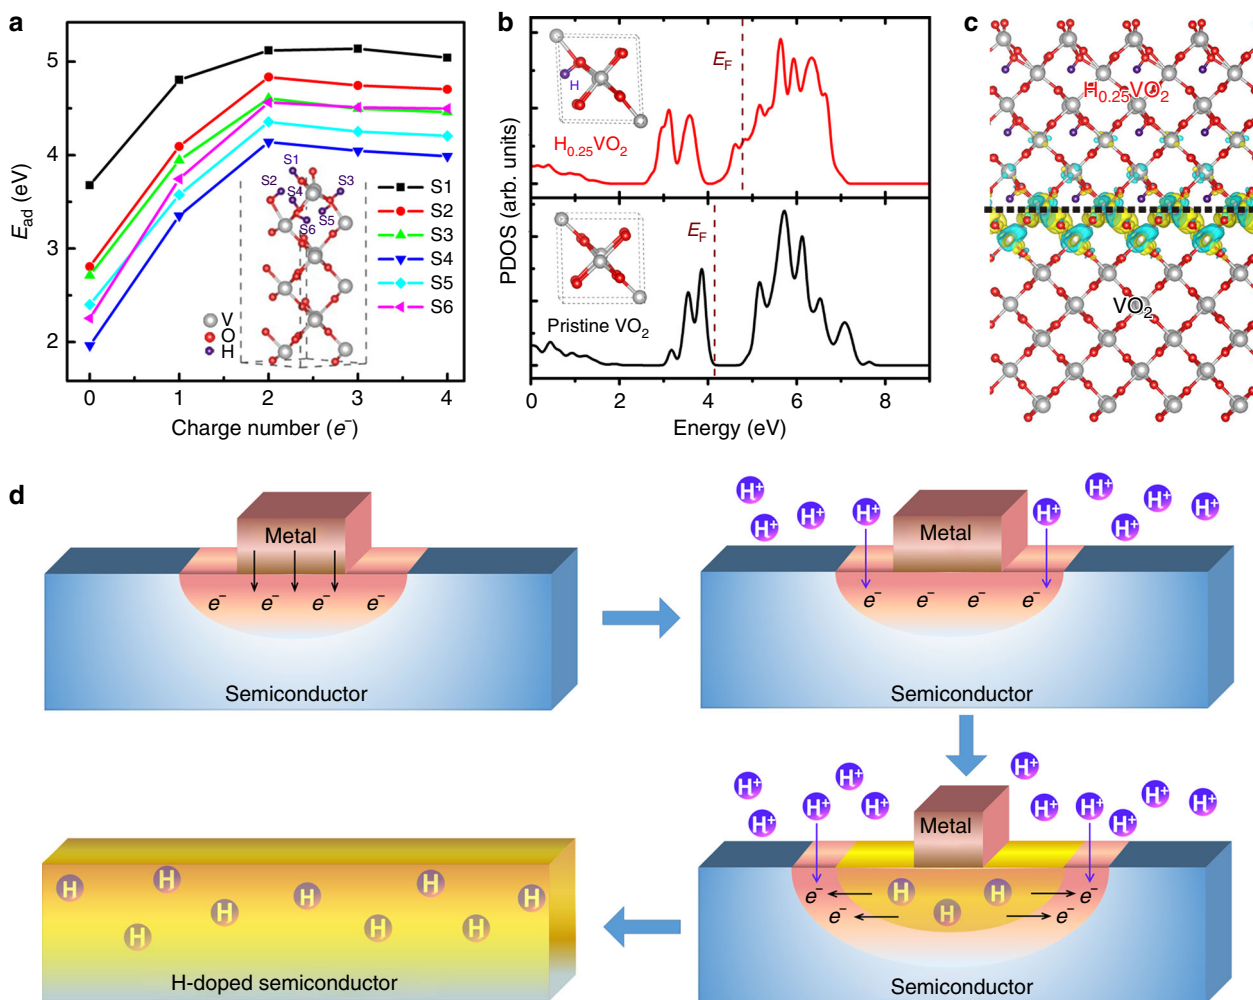 a
E_ad (eV)
5
4
3
2
0
1
2
3
4
Charge number (e⁻)
S1
S2
S3
S4
S5
S6
S1
S2
S3
S4
S5
S6
V
O
H
b
PDOS (arb. units)
E_F
H
H₀.₂₅VO₂
E_F
Pristine VO₂
0
2
4
6
8
Energy (eV)
c
H₀.₂₅VO₂
VO₂
d
Metal
e⁻ e⁻ e⁻ e⁻
Semiconductor
H⁺ H⁺ H⁺ H⁺ H⁺ H⁺ H⁺ H⁺ H⁺
Metal
e⁻ e⁻ e⁻ e⁻
Semiconductor
H⁺ H⁺ H⁺ H⁺ H⁺ H⁺ H⁺ H⁺ H⁺ H⁺ H⁺
Metal
H H H
e⁻ e⁻ e⁻ e⁻
Semiconductor
H H H H H H H H
H-doped semiconductor